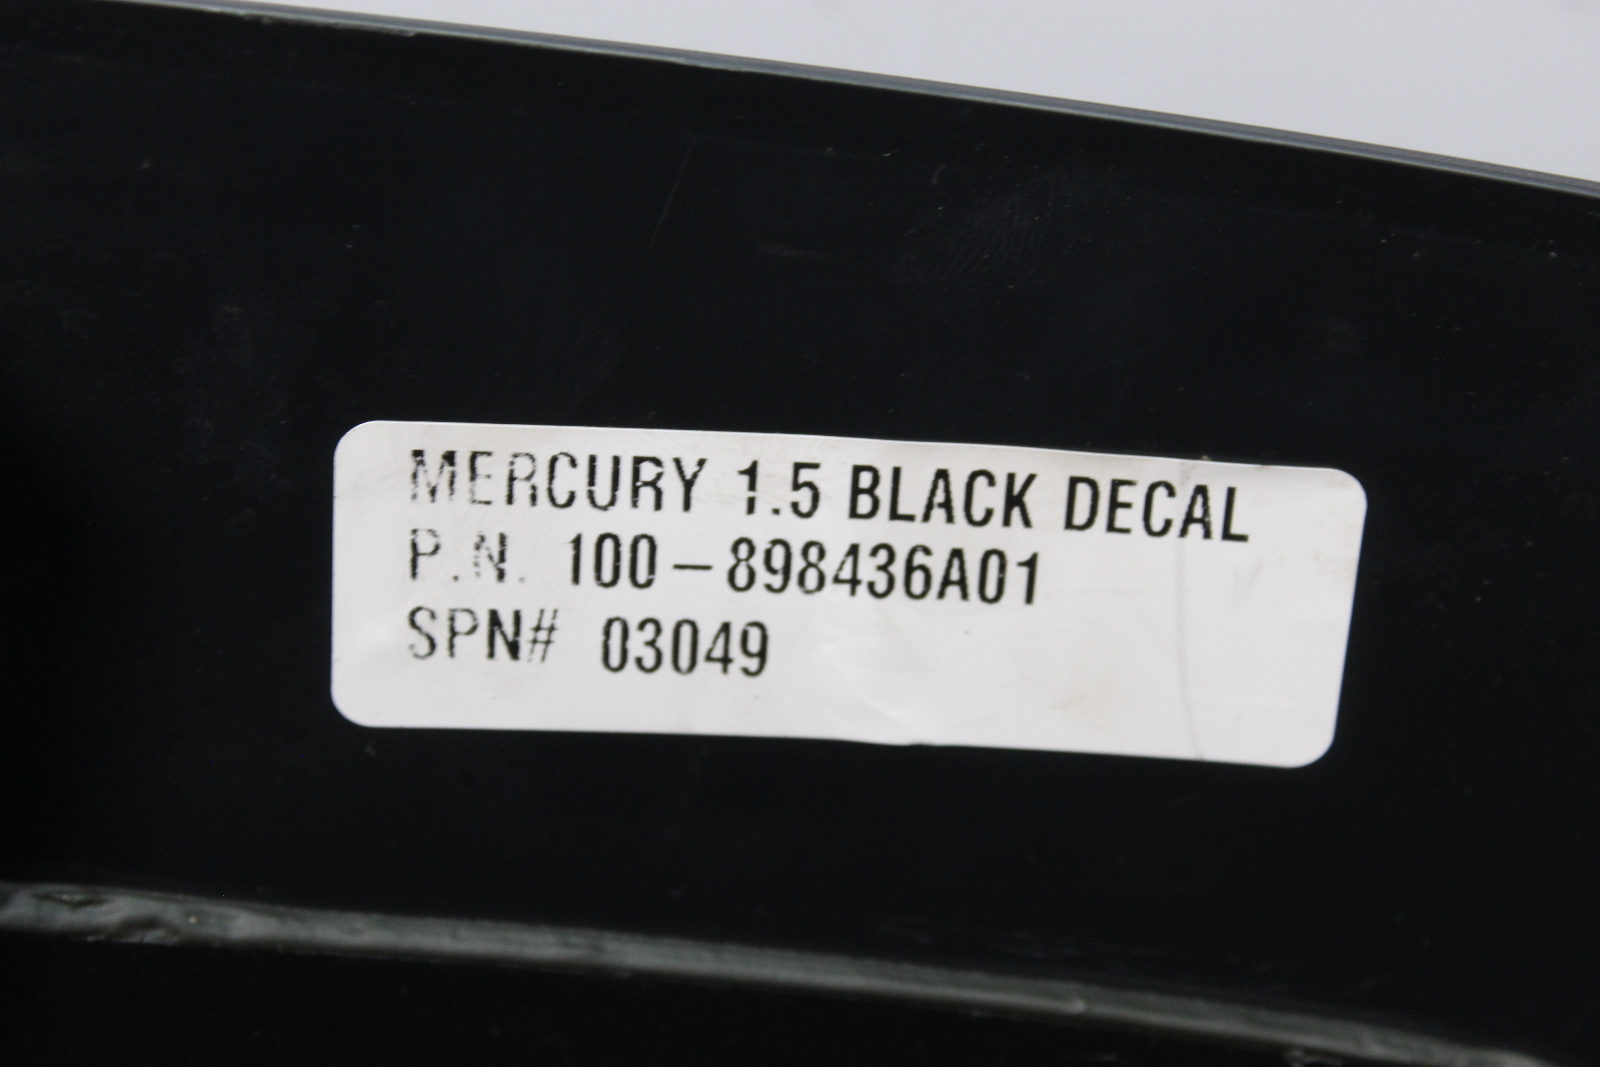 MERCURY 1.5 BLACK DECAL
P.N. 100-898436A01
SPN# 03049